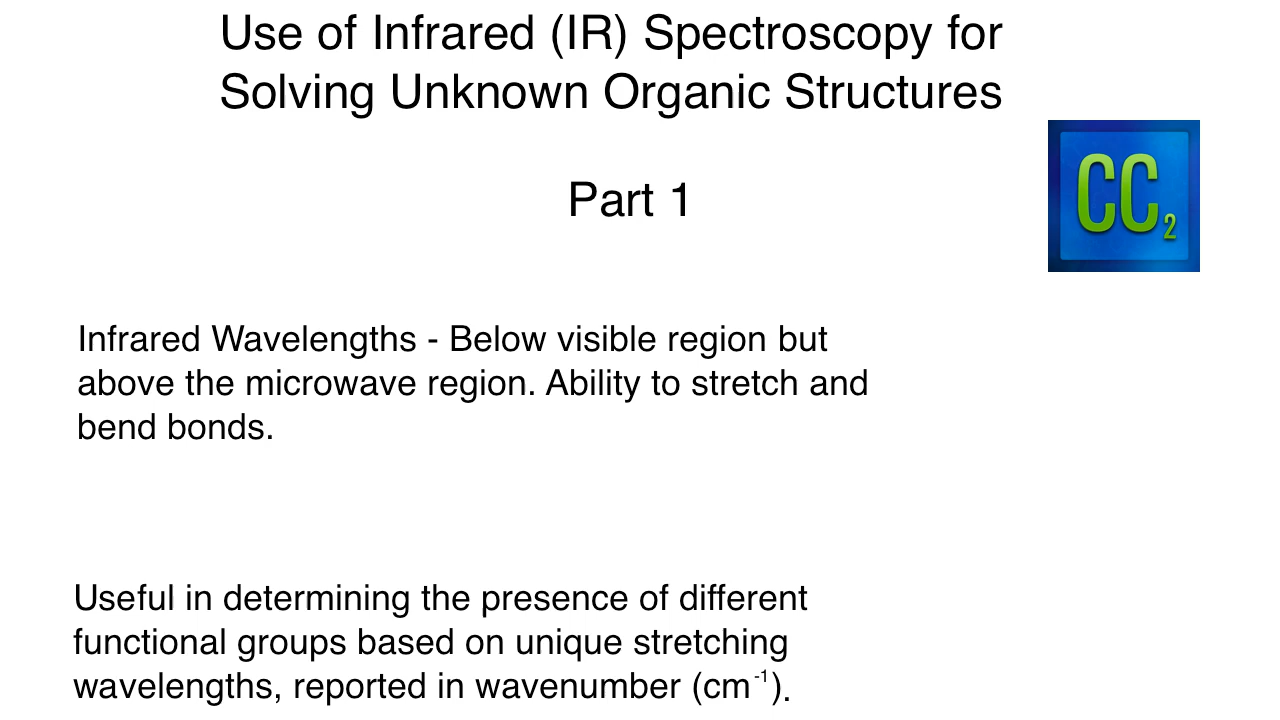 Use of Infrared (IR) Spectroscopy for
Solving Unknown Organic Structures
Part 1
CC₂
Infrared Wavelengths - Below visible region but
above the microwave region. Ability to stretch and
bend bonds.
Useful in determining the presence of different
functional groups based on unique stretching
wavelengths, reported in wavenumber (cm⁻¹).